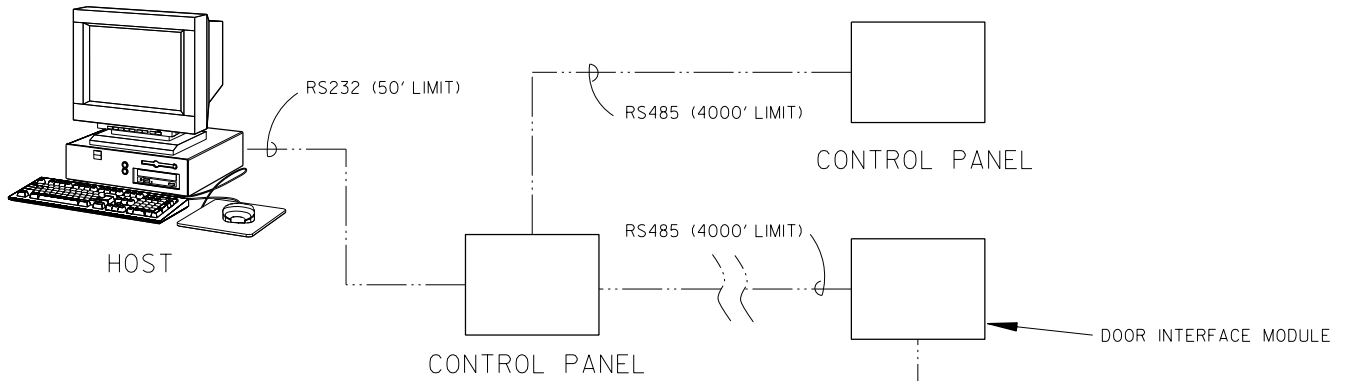 RS232 (50' LIMIT)
RS485 (4000' LIMIT)
CONTROL PANEL
RS485 (4000' LIMIT)
HOST
DOOR INTERFACE MODULE
CONTROL PANEL